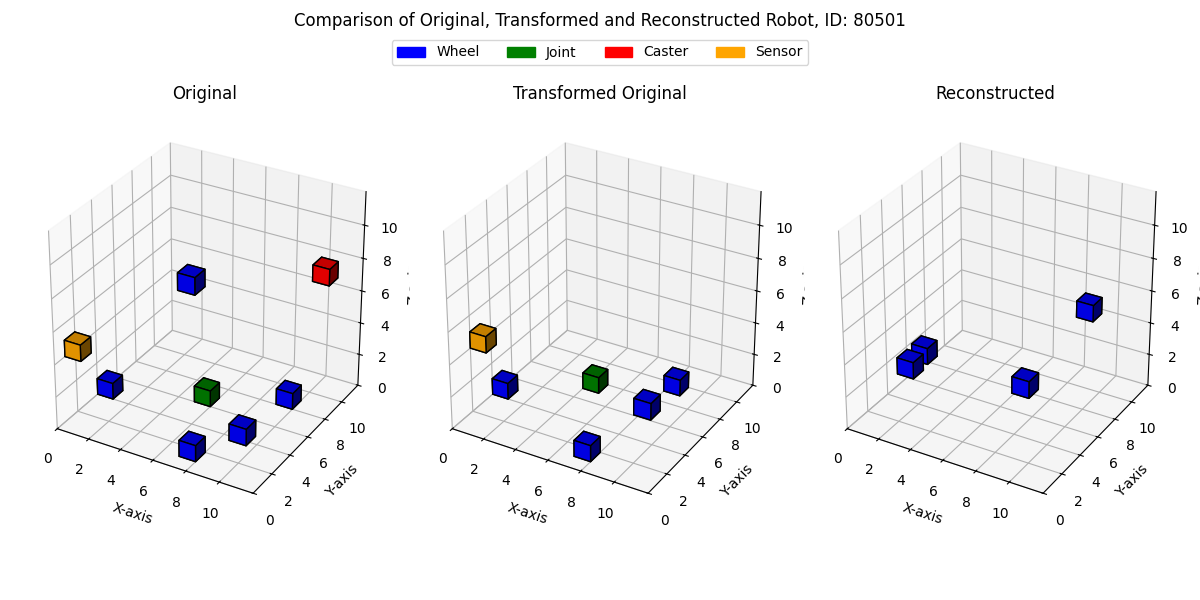 Comparison of Original, Transformed and Reconstructed Robot, ID: 80501
Wheel Joint Caster Sensor
Original
Transformed Original
Reconstructed
0 2 4 6 8 10
X-axis
0 2 4 6 8 10
Y-axis
0 2 4 6 8 10
0 2 4 6 8 10
X-axis
0 2 4 6 8 10
Y-axis
0 2 4 6 8 10
0 2 4 6 8 10
X-axis
0 2 4 6 8 10
Y-axis
0 2 4 6 8 10